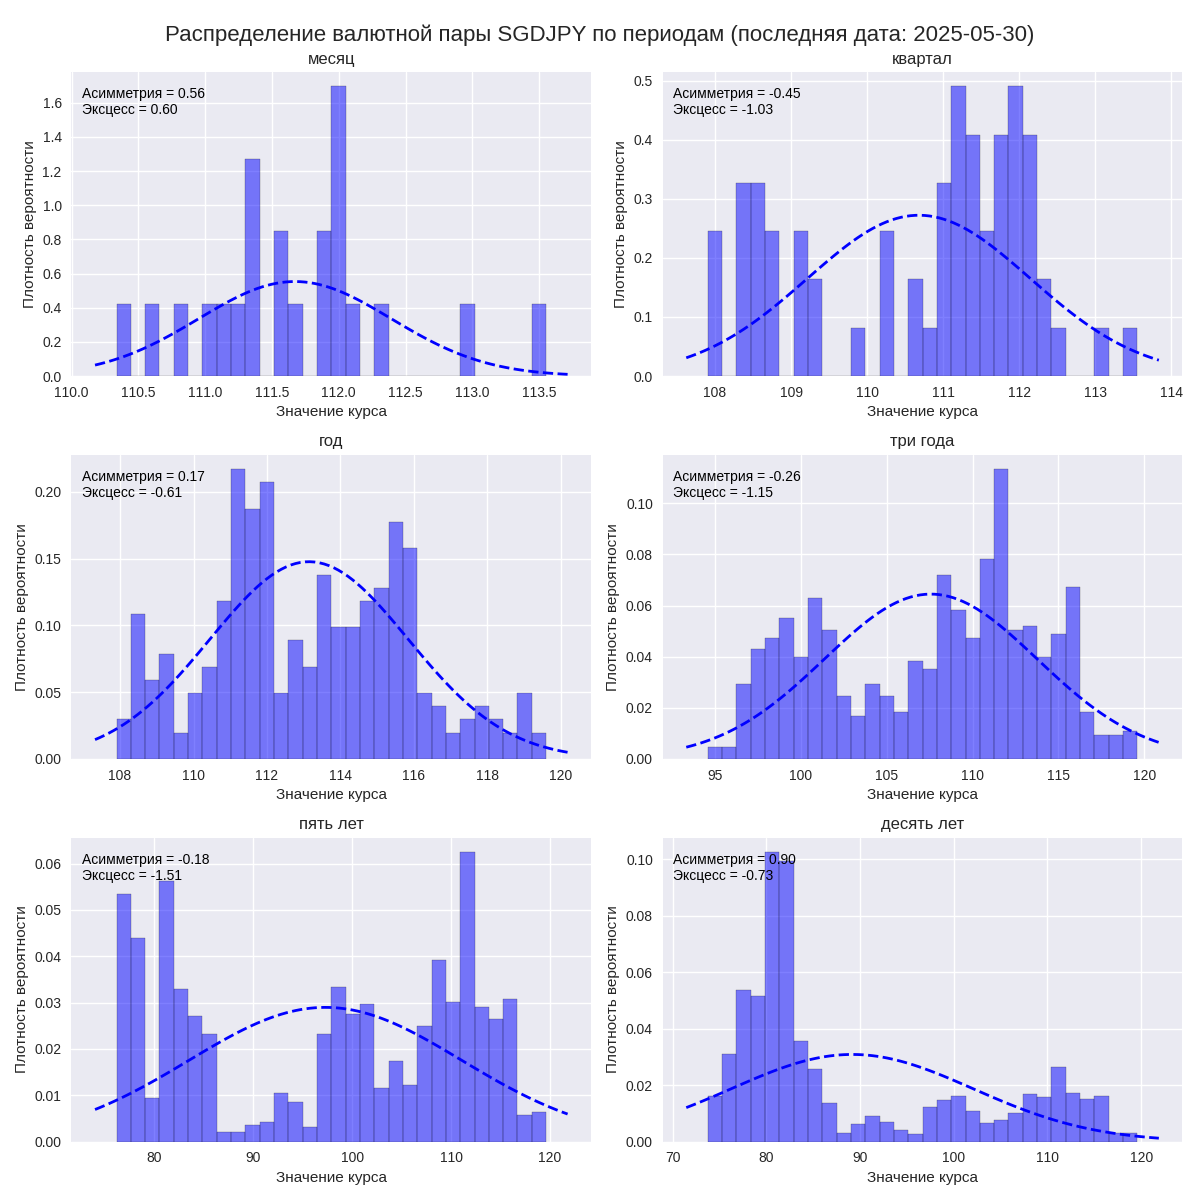 Распределение валютной пары SGDJPY по периодам (последняя дата: 2025-05-30)
месяц
Асимметрия = 0.56
Эксцесс = 0.60
Плотность вероятности
1.6
1.4
1.2
1.0
0.8
0.6
0.4
0.2
0.0
110.0 110.5 111.0 111.5 112.0 112.5 113.0 113.5
Значение курса
квартал
Асимметрия = -0.45
Эксцесс = -1.03
Плотность вероятности
0.5
0.4
0.3
0.2
0.1
0.0
108 109 110 111 112 113 114
Значение курса
год
Асимметрия = 0.17
Эксцесс = -0.61
Плотность вероятности
0.20
0.15
0.10
0.05
0.00
108 110 112 114 116 118 120
Значение курса
три года
Асимметрия = -0.26
Эксцесс = -1.15
Плотность вероятности
0.10
0.08
0.06
0.04
0.02
0.00
95 100 105 110 115 120
Значение курса
пять лет
Асимметрия = -0.18
Эксцесс = -1.51
Плотность вероятности
0.06
0.05
0.04
0.03
0.02
0.01
0.00
80 90 100 110 120
Значение курса
десять лет
Асимметрия = 0.90
Эксцесс = -0.73
Плотность вероятности
0.10
0.08
0.06
0.04
0.02
0.00
70 80 90 100 110 120
Значение курса